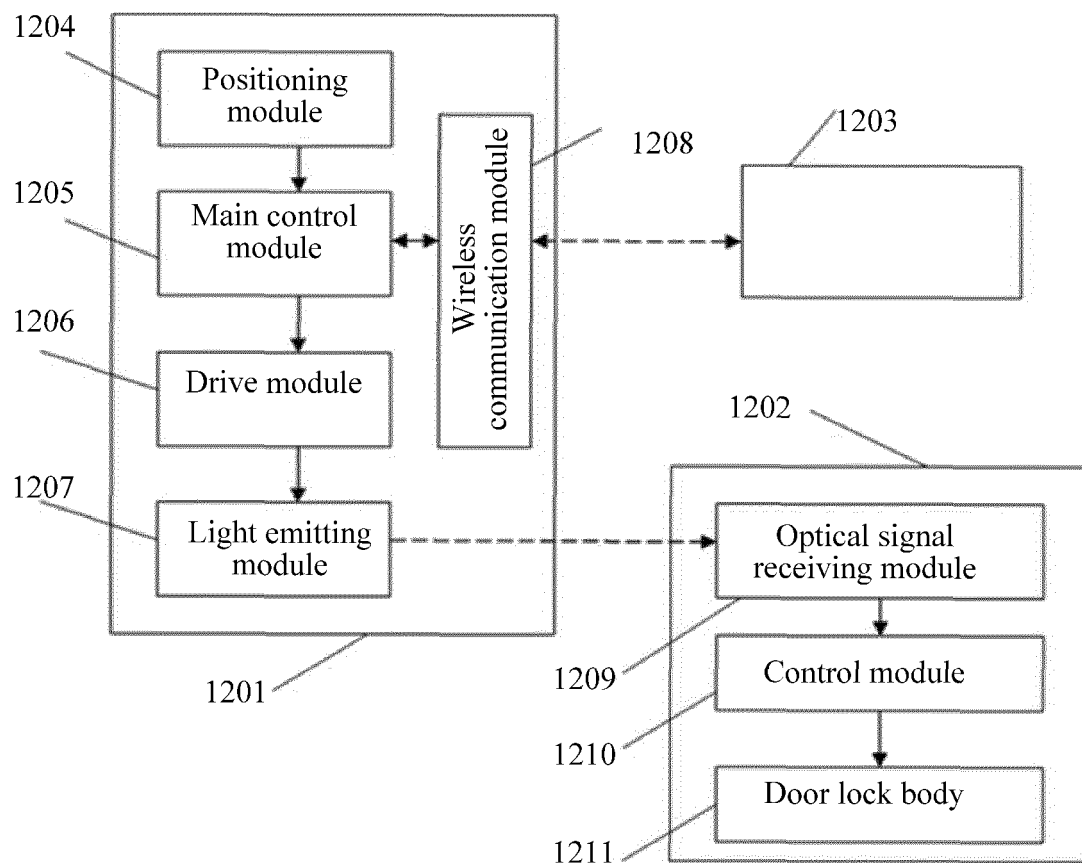 1204
Positioning
module
1205
Main control
module
1206
Drive module
1207
Light emitting
module
Wireless
communication module
1208
1203
1201
1202
Optical signal
receiving module
1209
Control module
1210
Door lock body
1211